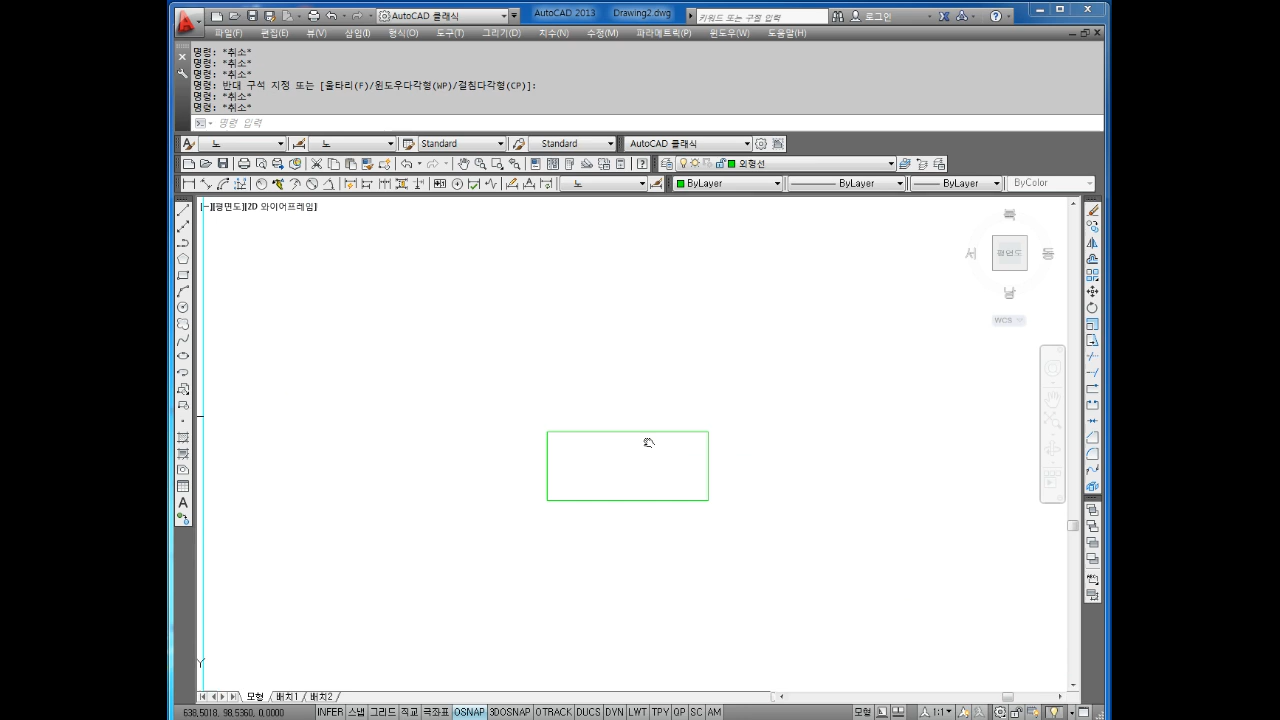 AutoCAD 클래식
AutoCAD 2013 Drawing2.dwg
키워드 또는 구절 입력
로그인
파일(F) 편집(E) 뷰(V) 삽입(I) 형식(O) 도구(T) 그리기(D) 치수(N) 수정(M) 파라메트릭(P) 윈도우(W) 도움말(H)
명령: *취소*
명령: *취소*
명령: *취소*
명령: 반대 구석 지정 또는 [울타리(F)/윈도우다각형(WP)/걸침다각형(CP)]:
명령: *취소*
명령: *취소*
명령 입력
Standard Standard AutoCAD 클래식
외형선
ByLayer ByLayer ByLayer ByColor
[-][평면도][2D 와이어프레임]
북
서 평면도 동
남
WCS
Y
모형 배치1 배치2
638,5018, 98,5360, 0,0000 INFER 스냅 그리드 직교 극좌표 OSNAP 3DOSNAP OTRACK DUCS DYN LWT TPY QP SC AM 모형 1:1